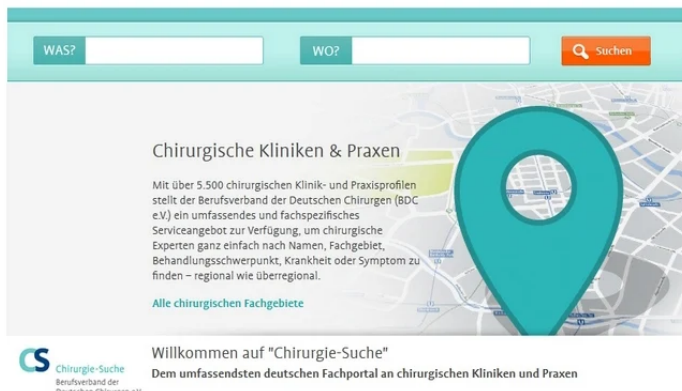 WAS?
WO?
Suchen
Chirurgische Kliniken & Praxen
Mit über 5.500 chirurgischen Klinik- und Praxisprofilen
stellt der Berufsverband der Deutschen Chirurgen (BDC
e.V.) ein umfassendes und fachspezifisches
Serviceangebot zur Verfügung, um chirurgische
Experten ganz einfach nach Namen, Fachgebiet,
Behandlungsschwerpunkt, Krankheit oder Symptom zu
finden – regional wie überregional.
Alle chirurgischen Fachgebiete
CS
Chirurgie-Suche
Berufsverband der
Willkommen auf "Chirurgie-Suche"
Dem umfassendsten deutschen Fachportal an chirurgischen Kliniken und Praxen